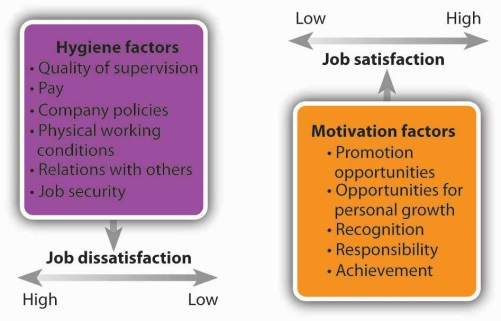 Hygiene factors
• Quality of supervision
• Pay
• Company policies
• Physical working
conditions
• Relations with others
• Job security
Job dissatisfaction
High Low
Low High
Job satisfaction
Motivation factors
• Promotion
opportunities
• Opportunities for
personal growth
• Recognition
• Responsibility
• Achievement